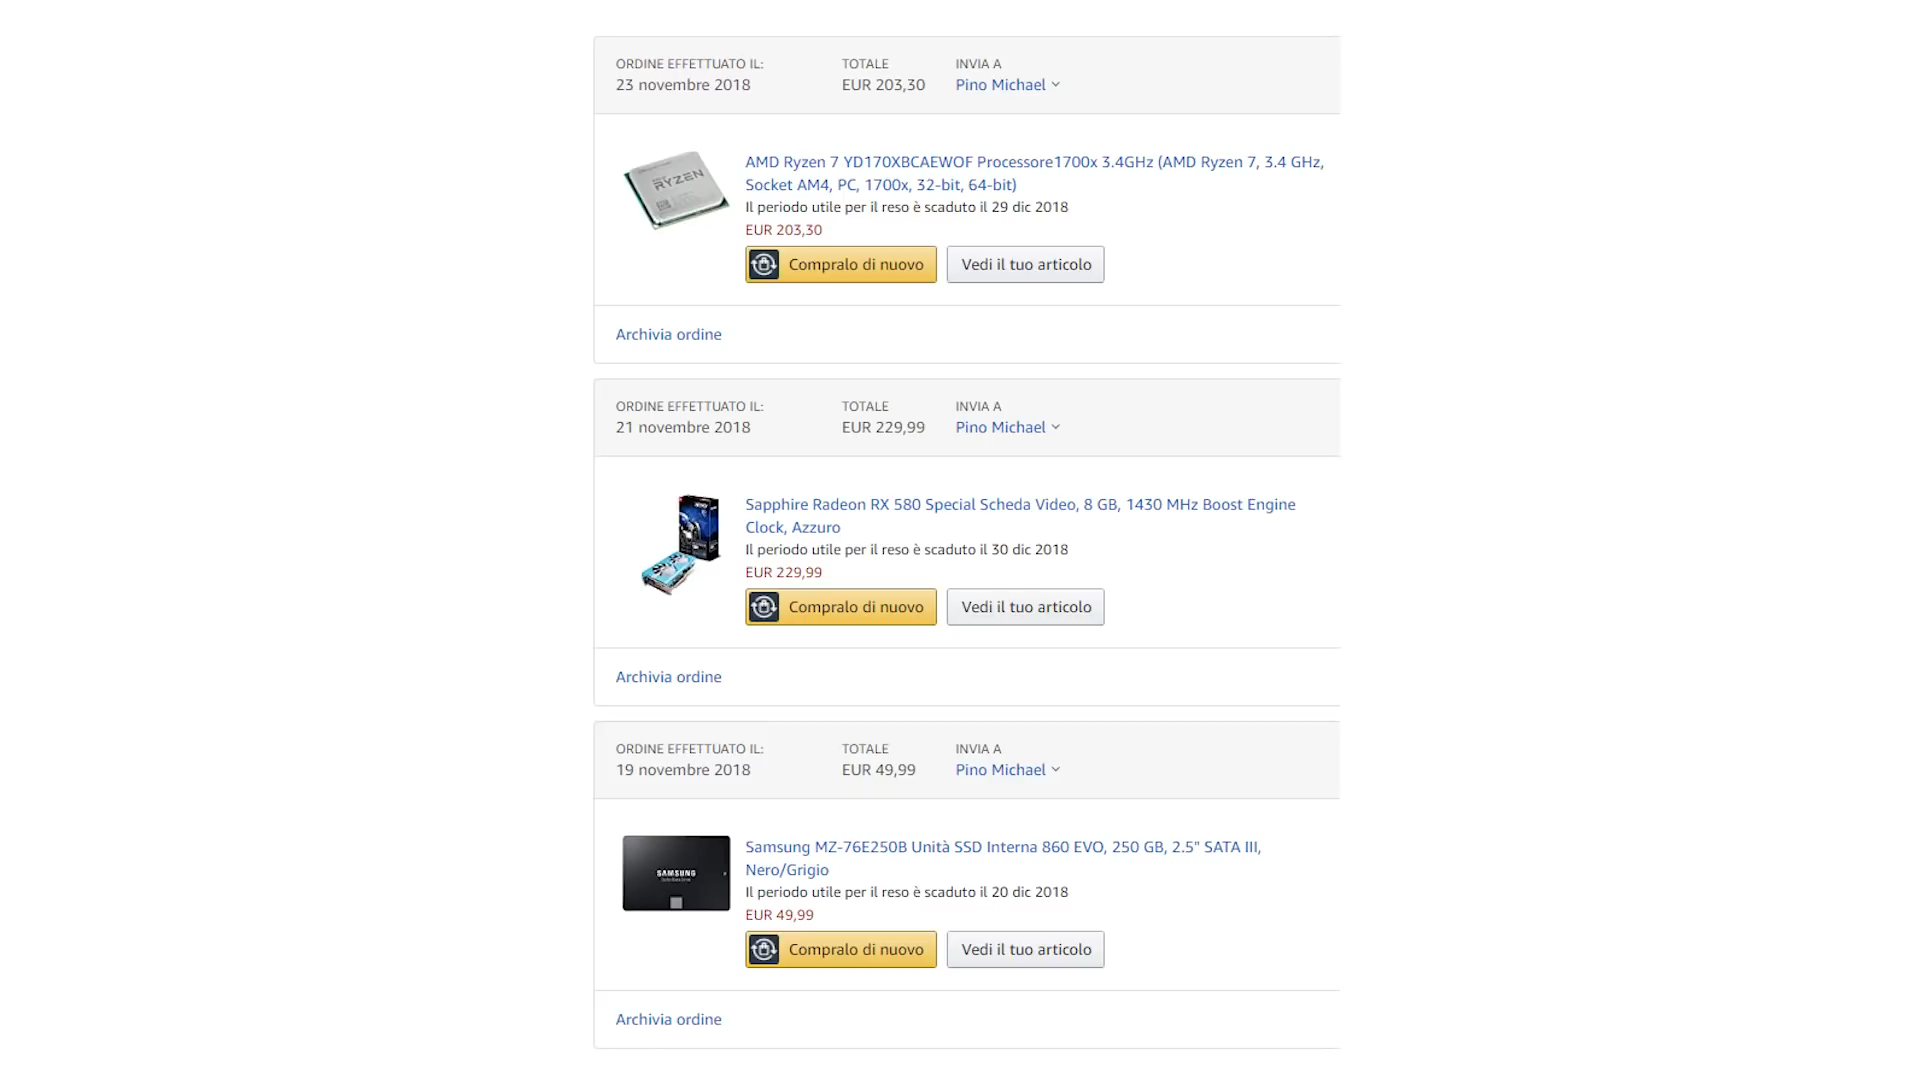 ORDINE EFFETTUATO IL: TOTALE INVIA A
23 novembre 2018 EUR 203,30 Pino Michael
RYZEN
AMD Ryzen 7 YD170XBCAEWOF Processore1700x 3.4GHz (AMD Ryzen 7, 3.4 GHz,
Socket AM4, PC, 1700x, 32-bit, 64-bit)
Il periodo utile per il reso è scaduto il 29 dic 2018
EUR 203,30
Compralo di nuovo Vedi il tuo articolo
Archivia ordine
ORDINE EFFETTUATO IL: TOTALE INVIA A
21 novembre 2018 EUR 229,99 Pino Michael
Sapphire Radeon RX 580 Special Scheda Video, 8 GB, 1430 MHz Boost Engine
Clock, Azzuro
Il periodo utile per il reso è scaduto il 30 dic 2018
EUR 229,99
Compralo di nuovo Vedi il tuo articolo
Archivia ordine
ORDINE EFFETTUATO IL: TOTALE INVIA A
19 novembre 2018 EUR 49,99 Pino Michael
SAMSUNG
Samsung MZ-76E250B Unità SSD Interna 860 EVO, 250 GB, 2.5" SATA III,
Nero/Grigio
Il periodo utile per il reso è scaduto il 20 dic 2018
EUR 49,99
Compralo di nuovo Vedi il tuo articolo
Archivia ordine